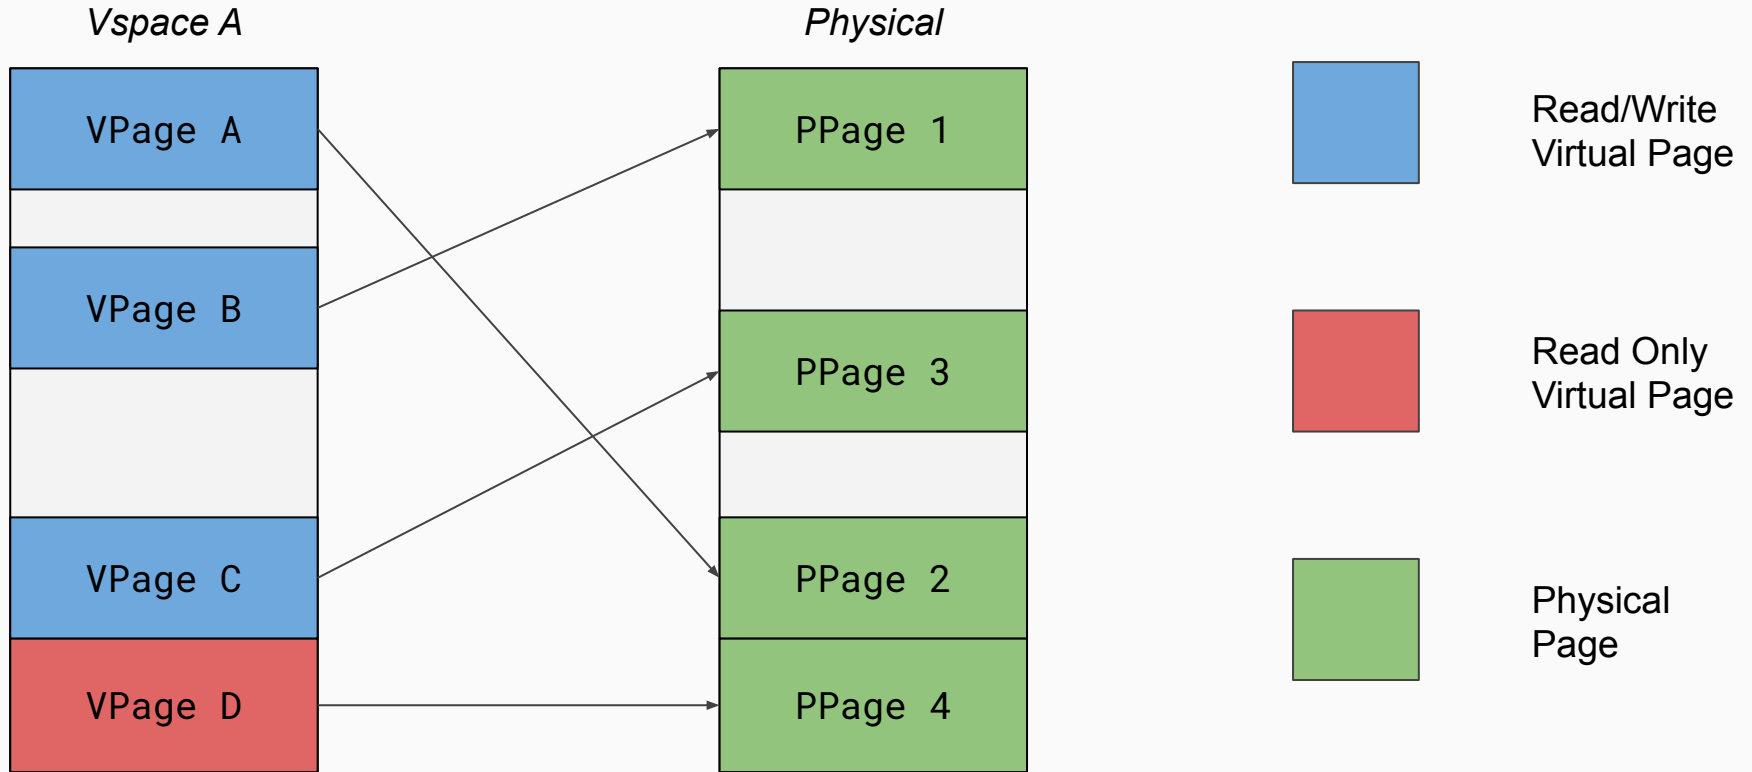 Vspace A
VPage A
VPage B
VPage C
VPage D
Physical
PPage 1
PPage 3
PPage 2
PPage 4
Read/Write
Virtual Page
Read Only
Virtual Page
Physical
Page